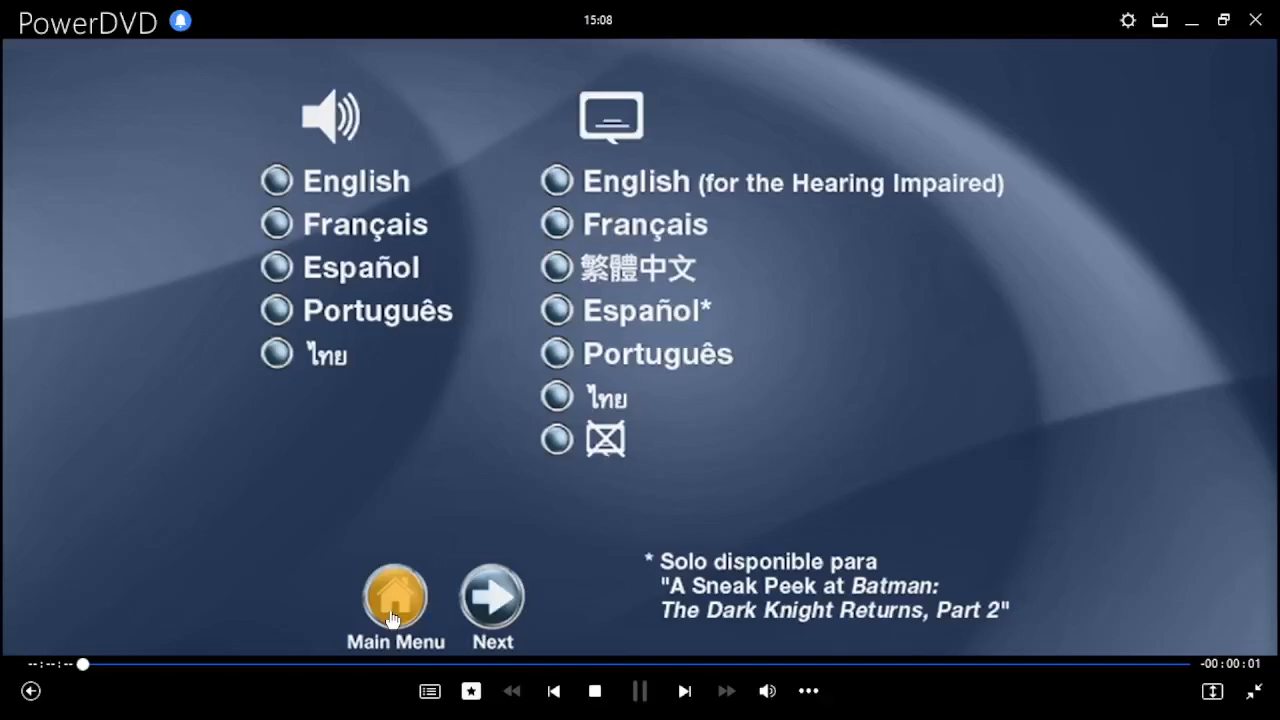 PowerDVD
15:08
English
Français
Español
Português
ไทย
English (for the Hearing Impaired)
Français
繁體中文
Español*
Português
ไทย
* Solo disponible para
"A Sneak Peek at Batman:
The Dark Knight Returns, Part 2"
Main Menu
Next
--:--:--
-00:00:01